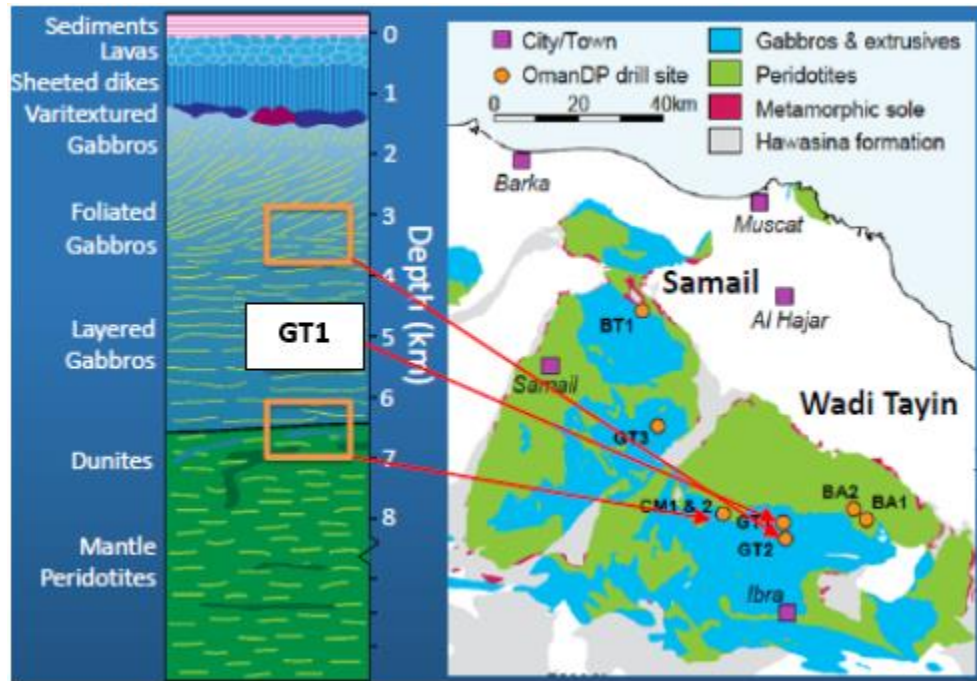 Sediments
Lavas
Sheeted dikes
Varitextured
Gabbros
Foliated
Gabbros
Layered
Gabbros
Dunites
Mantle
Peridotites
GT1
0
1
2
3
4
5
6
7
8
Depth (km)
City/Town
OmanDP drill site
0 20 40km
Gabbros & extrusives
Peridotites
Metamorphic sole
Hawasina formation
Barka
Muscat
Samail
Al Hajar
BT1
Samail
Wadi Tayin
GT3
CM1 & 2
BA2
BA1
GT1
GT2
Ibra